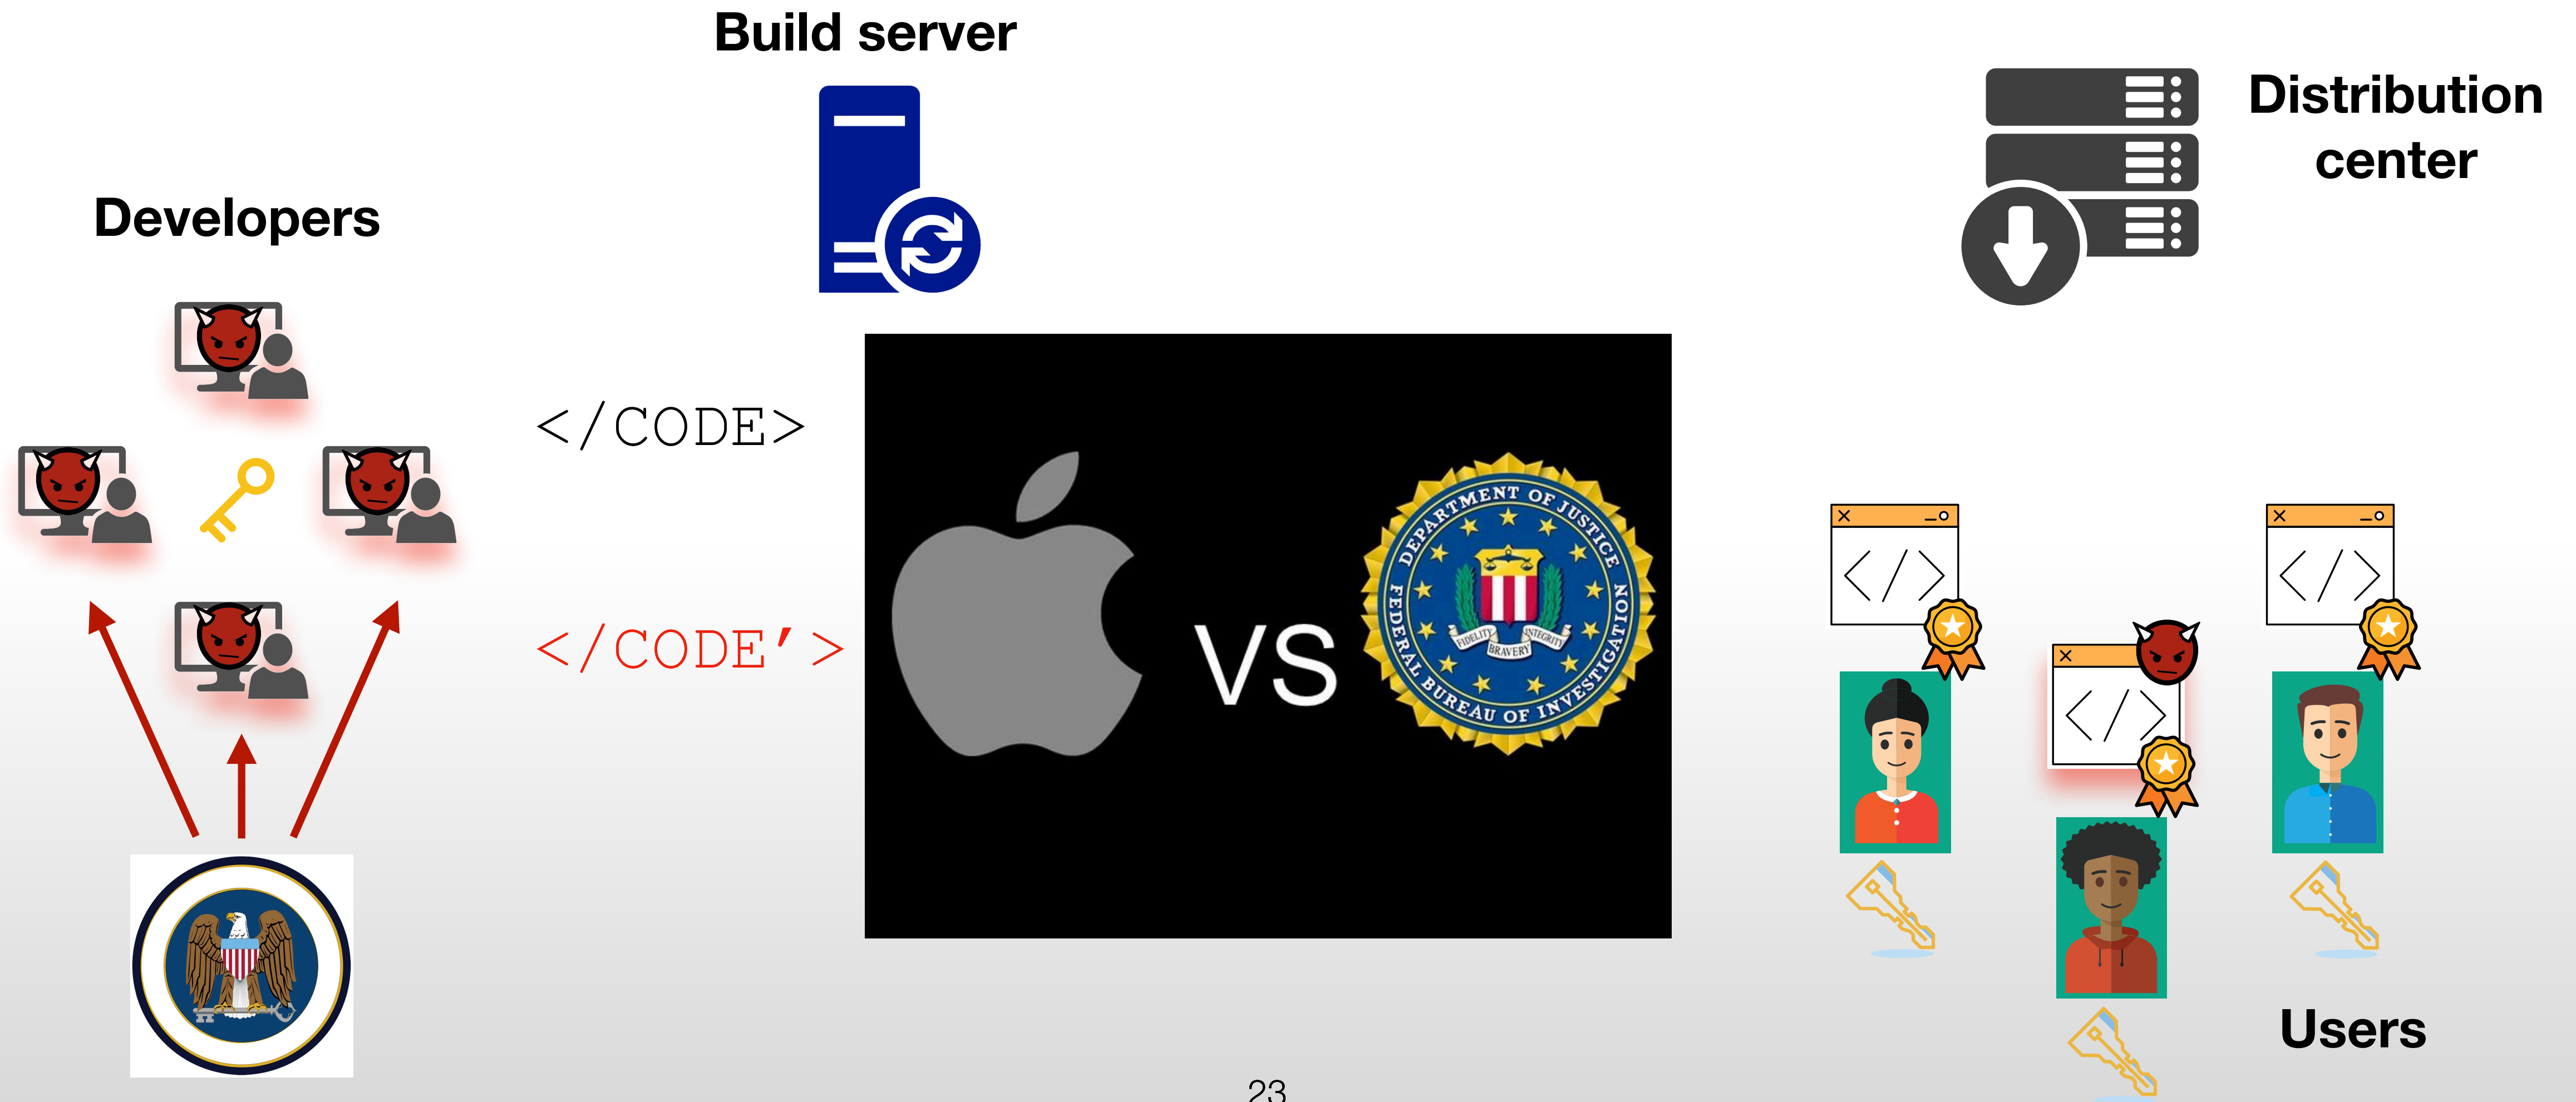 Build server
Distribution
center
Developers
</CODE>
</CODE'>
VS
DEPARTMENT OF JUSTICE
FEDERAL BUREAU OF INVESTIGATION
FIDELITY
BRAVERY
INTEGRITY
Users
23